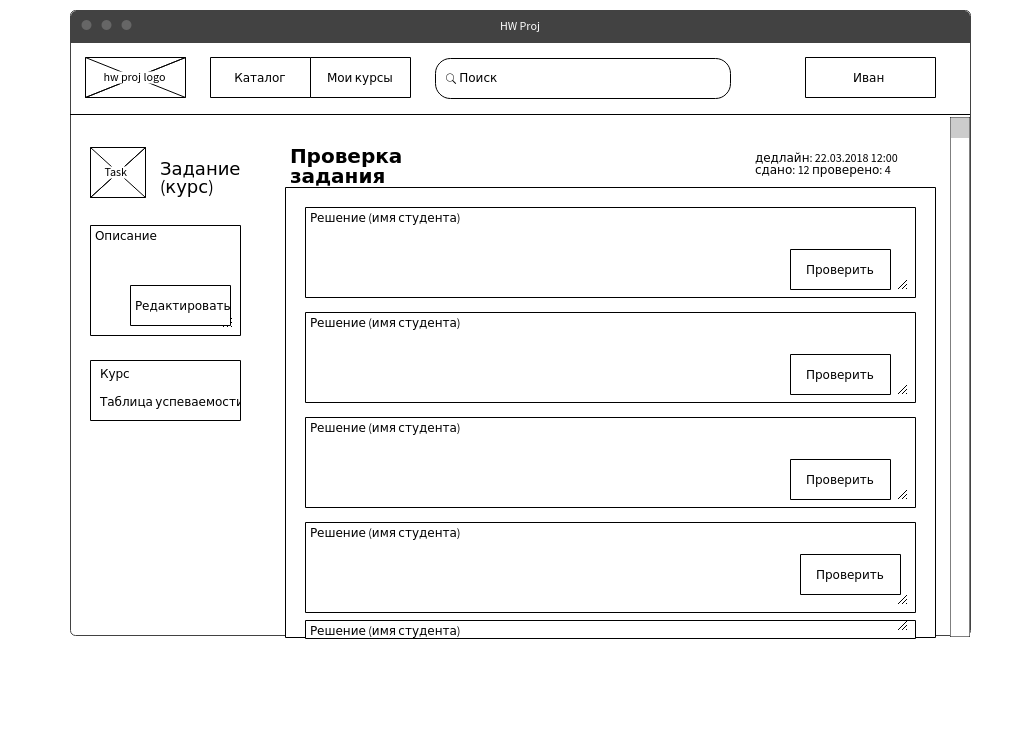 HW Proj
hw proj logo
Каталог
Мои курсы
Поиск
Иван
Task
Задание
(курс)
Описание
Редактировать
Курс
Таблица успеваемости
Проверка
задания
дедлайн: 22.03.2018 12:00
сдано: 12 проверено: 4
Решение (имя студента)
Проверить
Решение (имя студента)
Проверить
Решение (имя студента)
Проверить
Решение (имя студента)
Проверить
Решение (имя студента)